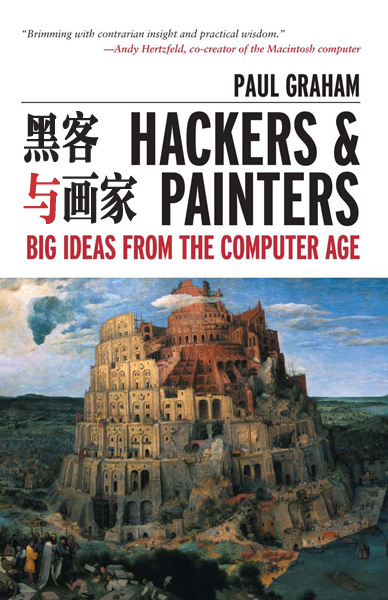 “Brimming with contrarian insight and practical wisdom.”
—Andy Hertzfeld, co-creator of the Macintosh computer
PAUL GRAHAM
黑客
与画家
HACKERS &
PAINTERS
BIG IDEAS FROM THE COMPUTER AGE